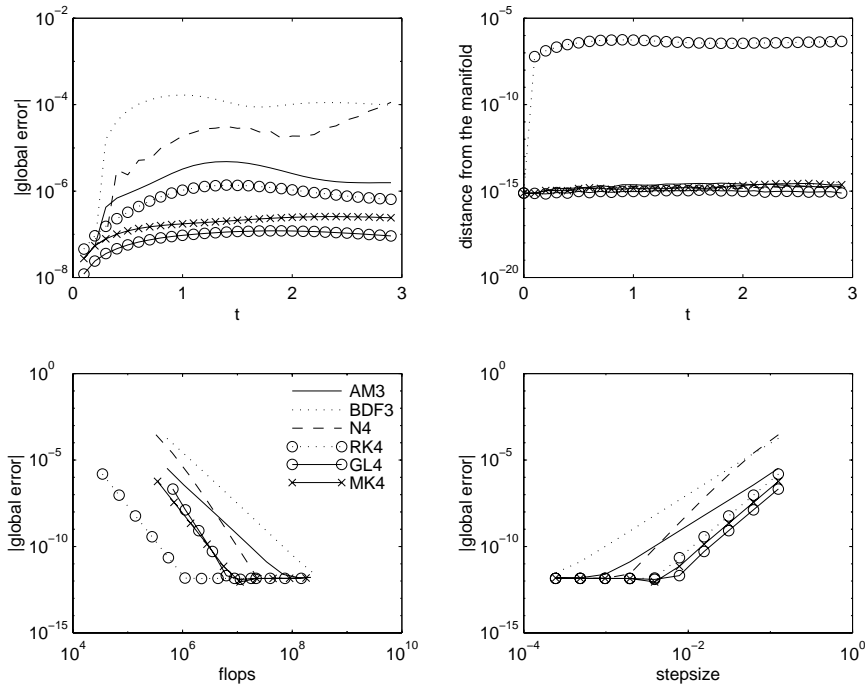 10^-2
10^-4
10^-6
10^-8
|global error|
0
1
2
3
t
10^-5
10^-10
10^-15
10^-20
distance from the manifold
0
1
2
3
t
10^0
10^-5
10^-10
10^-15
|global error|
10^4
10^6
10^8
10^10
flops
AM3
BDF3
N4
RK4
GL4
MK4
10^0
10^-5
10^-10
10^-15
|global error|
10^-4
10^-2
10^0
stepsize